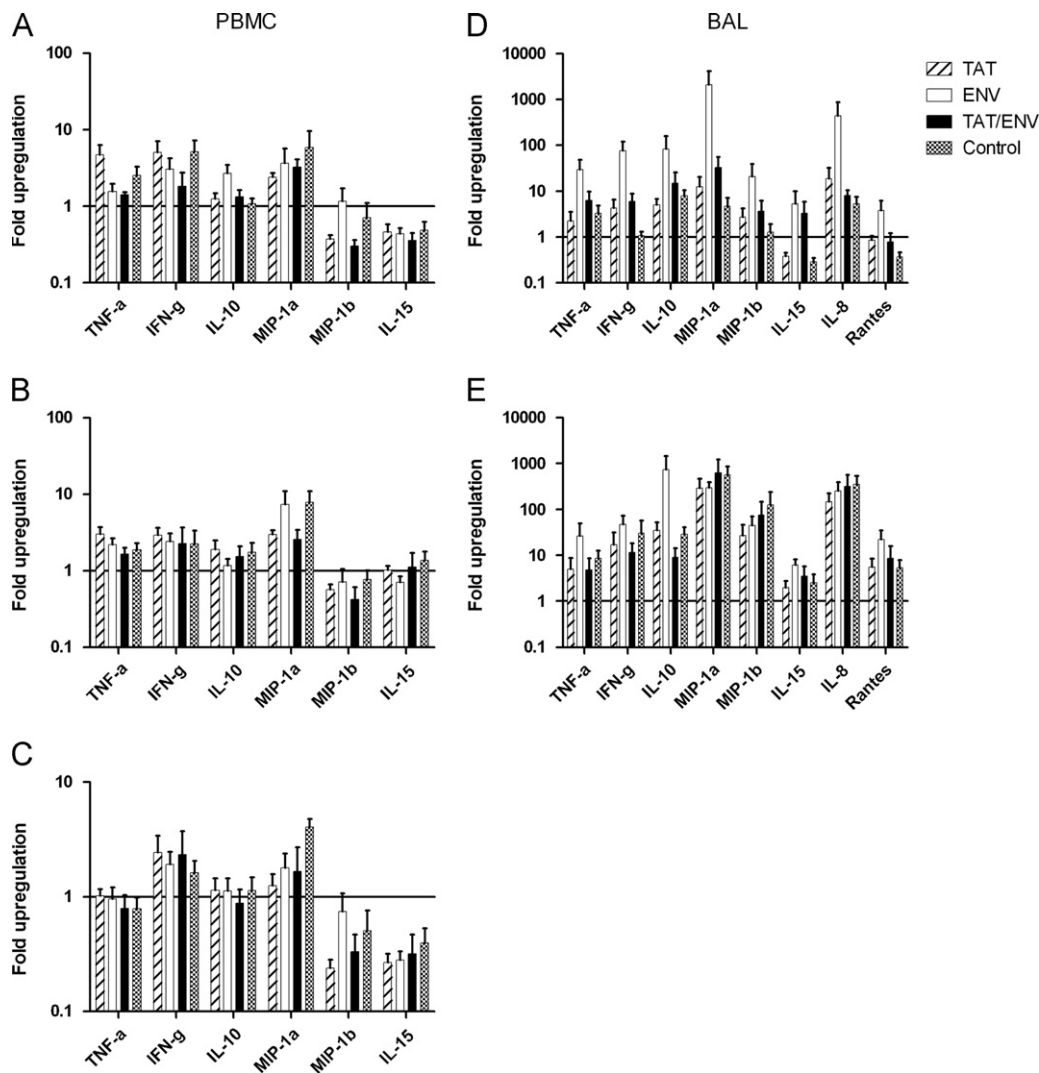 A
PBMC
Fold upregulation
100
10
1
0.1
TNF-a
IFN-g
IL-10
MIP-1a
MIP-1b
IL-15
D
BAL
Fold upregulation
10000
1000
100
10
1
0.1
TNF-a
IFN-g
IL-10
MIP-1a
MIP-1b
IL-15
IL-8
Rantes
TAT
ENV
TAT/ENV
Control
B
Fold upregulation
100
10
1
0.1
TNF-a
IFN-g
IL-10
MIP-1a
MIP-1b
IL-15
E
Fold upregulation
10000
1000
100
10
1
0.1
TNF-a
IFN-g
IL-10
MIP-1a
MIP-1b
IL-15
IL-8
Rantes
C
Fold upregulation
10
1
0.1
TNF-a
IFN-g
IL-10
MIP-1a
MIP-1b
IL-15